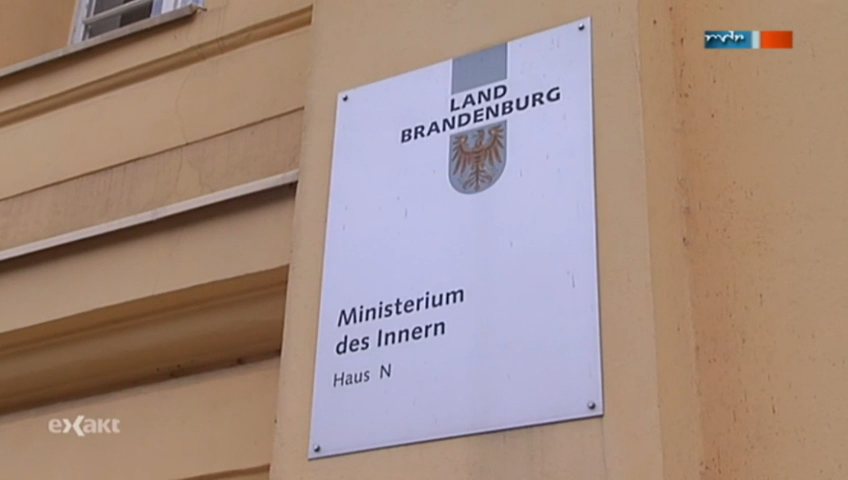 mdr
LAND
BRANDENBURG
Ministerium
des Innern
Haus N
exakt